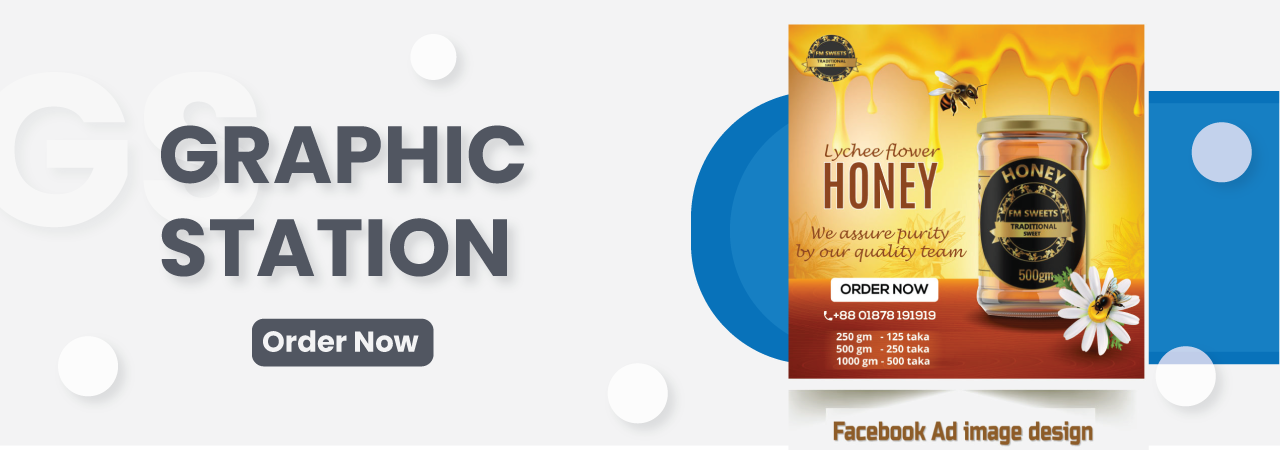 GS
GRAPHIC
STATION
Order Now
FM SWEETS
TRADITIONAL
SWEET
Lychee flower
HONEY
We assure purity
by our quality team
ORDER NOW
+88 01878 191919
250 gm - 125 taka
500 gm - 250 taka
1000 gm - 500 taka
HONEY
FM SWEETS
TRADITIONAL
SWEET
500gm
Facebook Ad image design